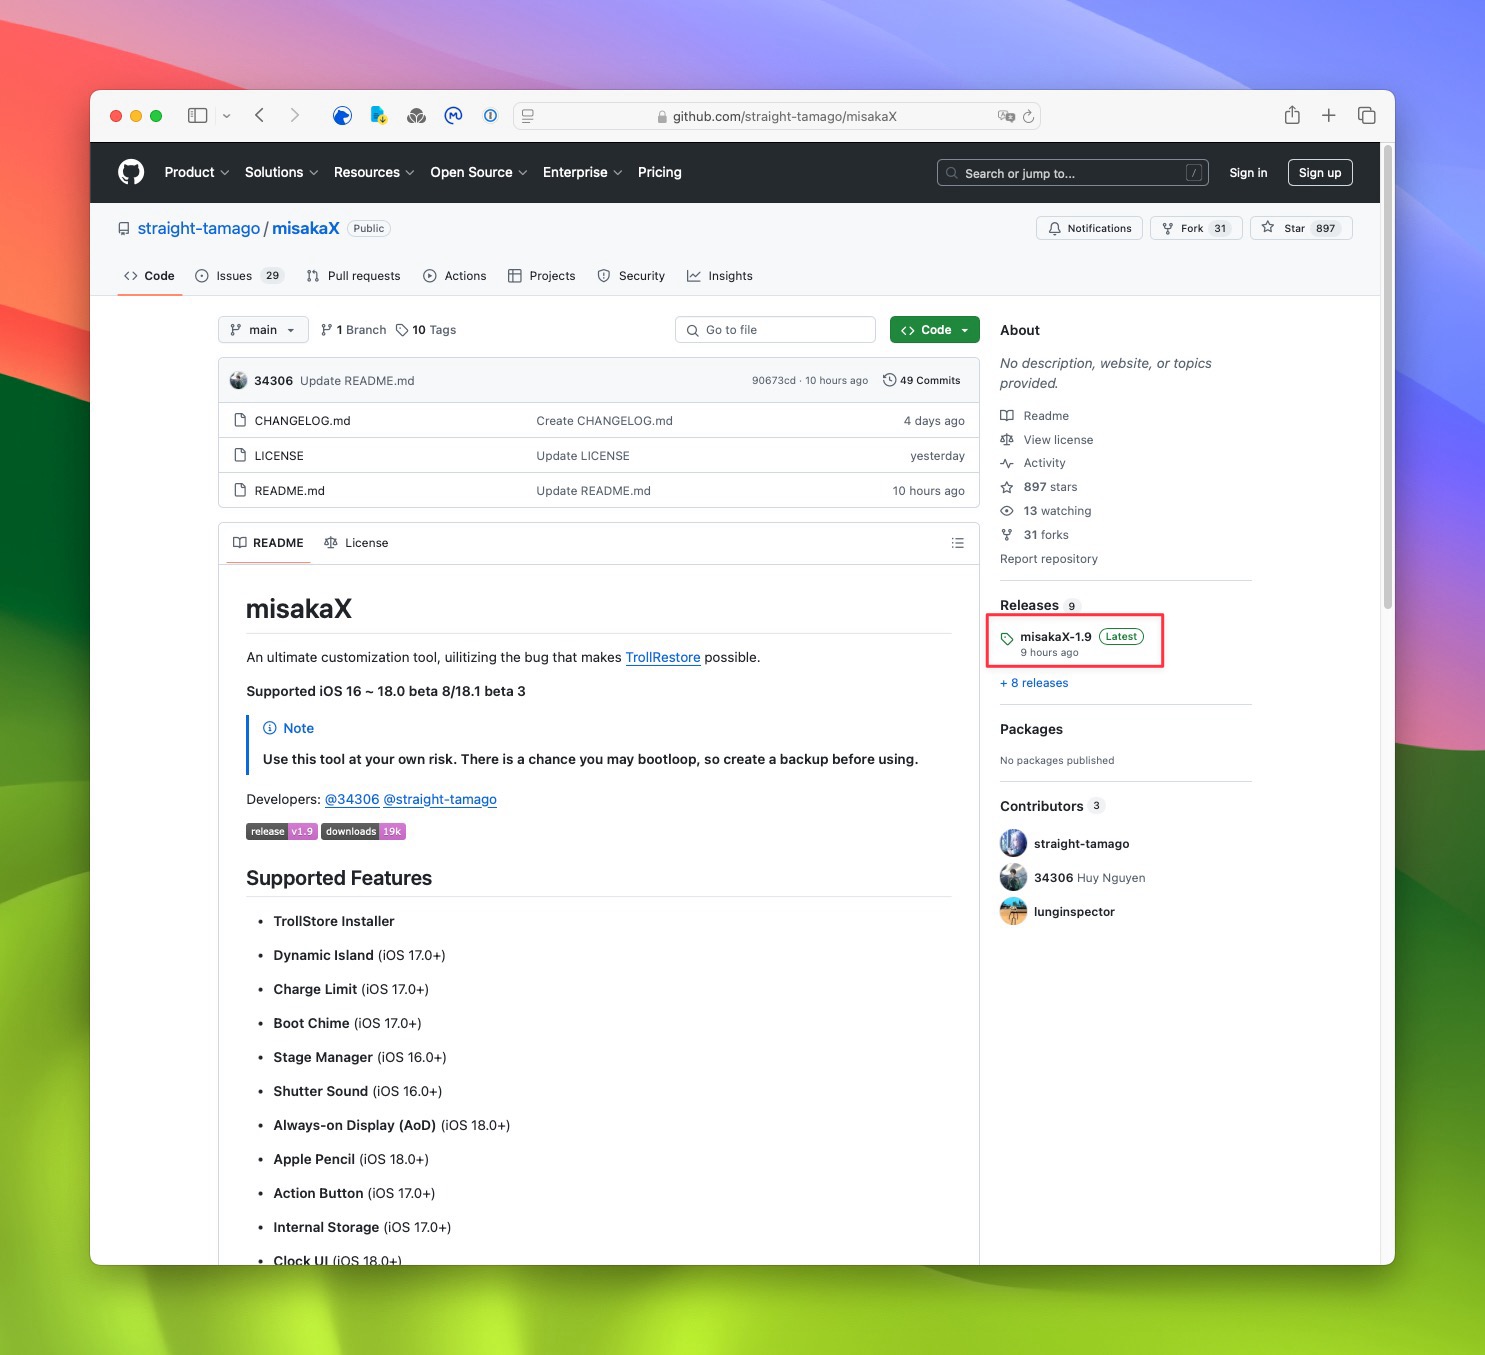 github.com/straight-tamago/misakaX
Product Solutions Resources Open Source Enterprise Pricing
Search or jump to... /
Sign in
Sign up
straight-tamago / misakaX Public
Notifications
Fork 31
Star 897
Code
Issues 29
Pull requests
Actions
Projects
Security
Insights
main
1 Branch
10 Tags
Go to file
Code
34306 Update README.md 90673cd · 10 hours ago 49 Commits
CHANGELOG.md Create CHANGELOG.md 4 days ago
LICENSE Update LICENSE yesterday
README.md Update README.md 10 hours ago
README
License
misakaX
An ultimate customization tool, uilitizing the bug that makes TrollRestore possible.
Supported iOS 16 ~ 18.0 beta 8/18.1 beta 3
Note
Use this tool at your own risk. There is a chance you may bootloop, so create a backup before using.
Developers: @34306 @straight-tamago
release v1.9 downloads 19k
Supported Features
• TrollStore Installer
• Dynamic Island (iOS 17.0+)
• Charge Limit (iOS 17.0+)
• Boot Chime (iOS 17.0+)
• Stage Manager (iOS 16.0+)
• Shutter Sound (iOS 16.0+)
• Always-on Display (AoD) (iOS 18.0+)
• Apple Pencil (iOS 18.0+)
• Action Button (iOS 17.0+)
• Internal Storage (iOS 17.0+)
• Clock UI (iOS 18.0+)
About
No description, website, or topics
provided.
Readme
View license
Activity
897 stars
13 watching
31 forks
Report repository
Releases 9
misakaX-1.9 Latest
9 hours ago
+ 8 releases
Packages
No packages published
Contributors 3
straight-tamago
34306 Huy Nguyen
lunginspector